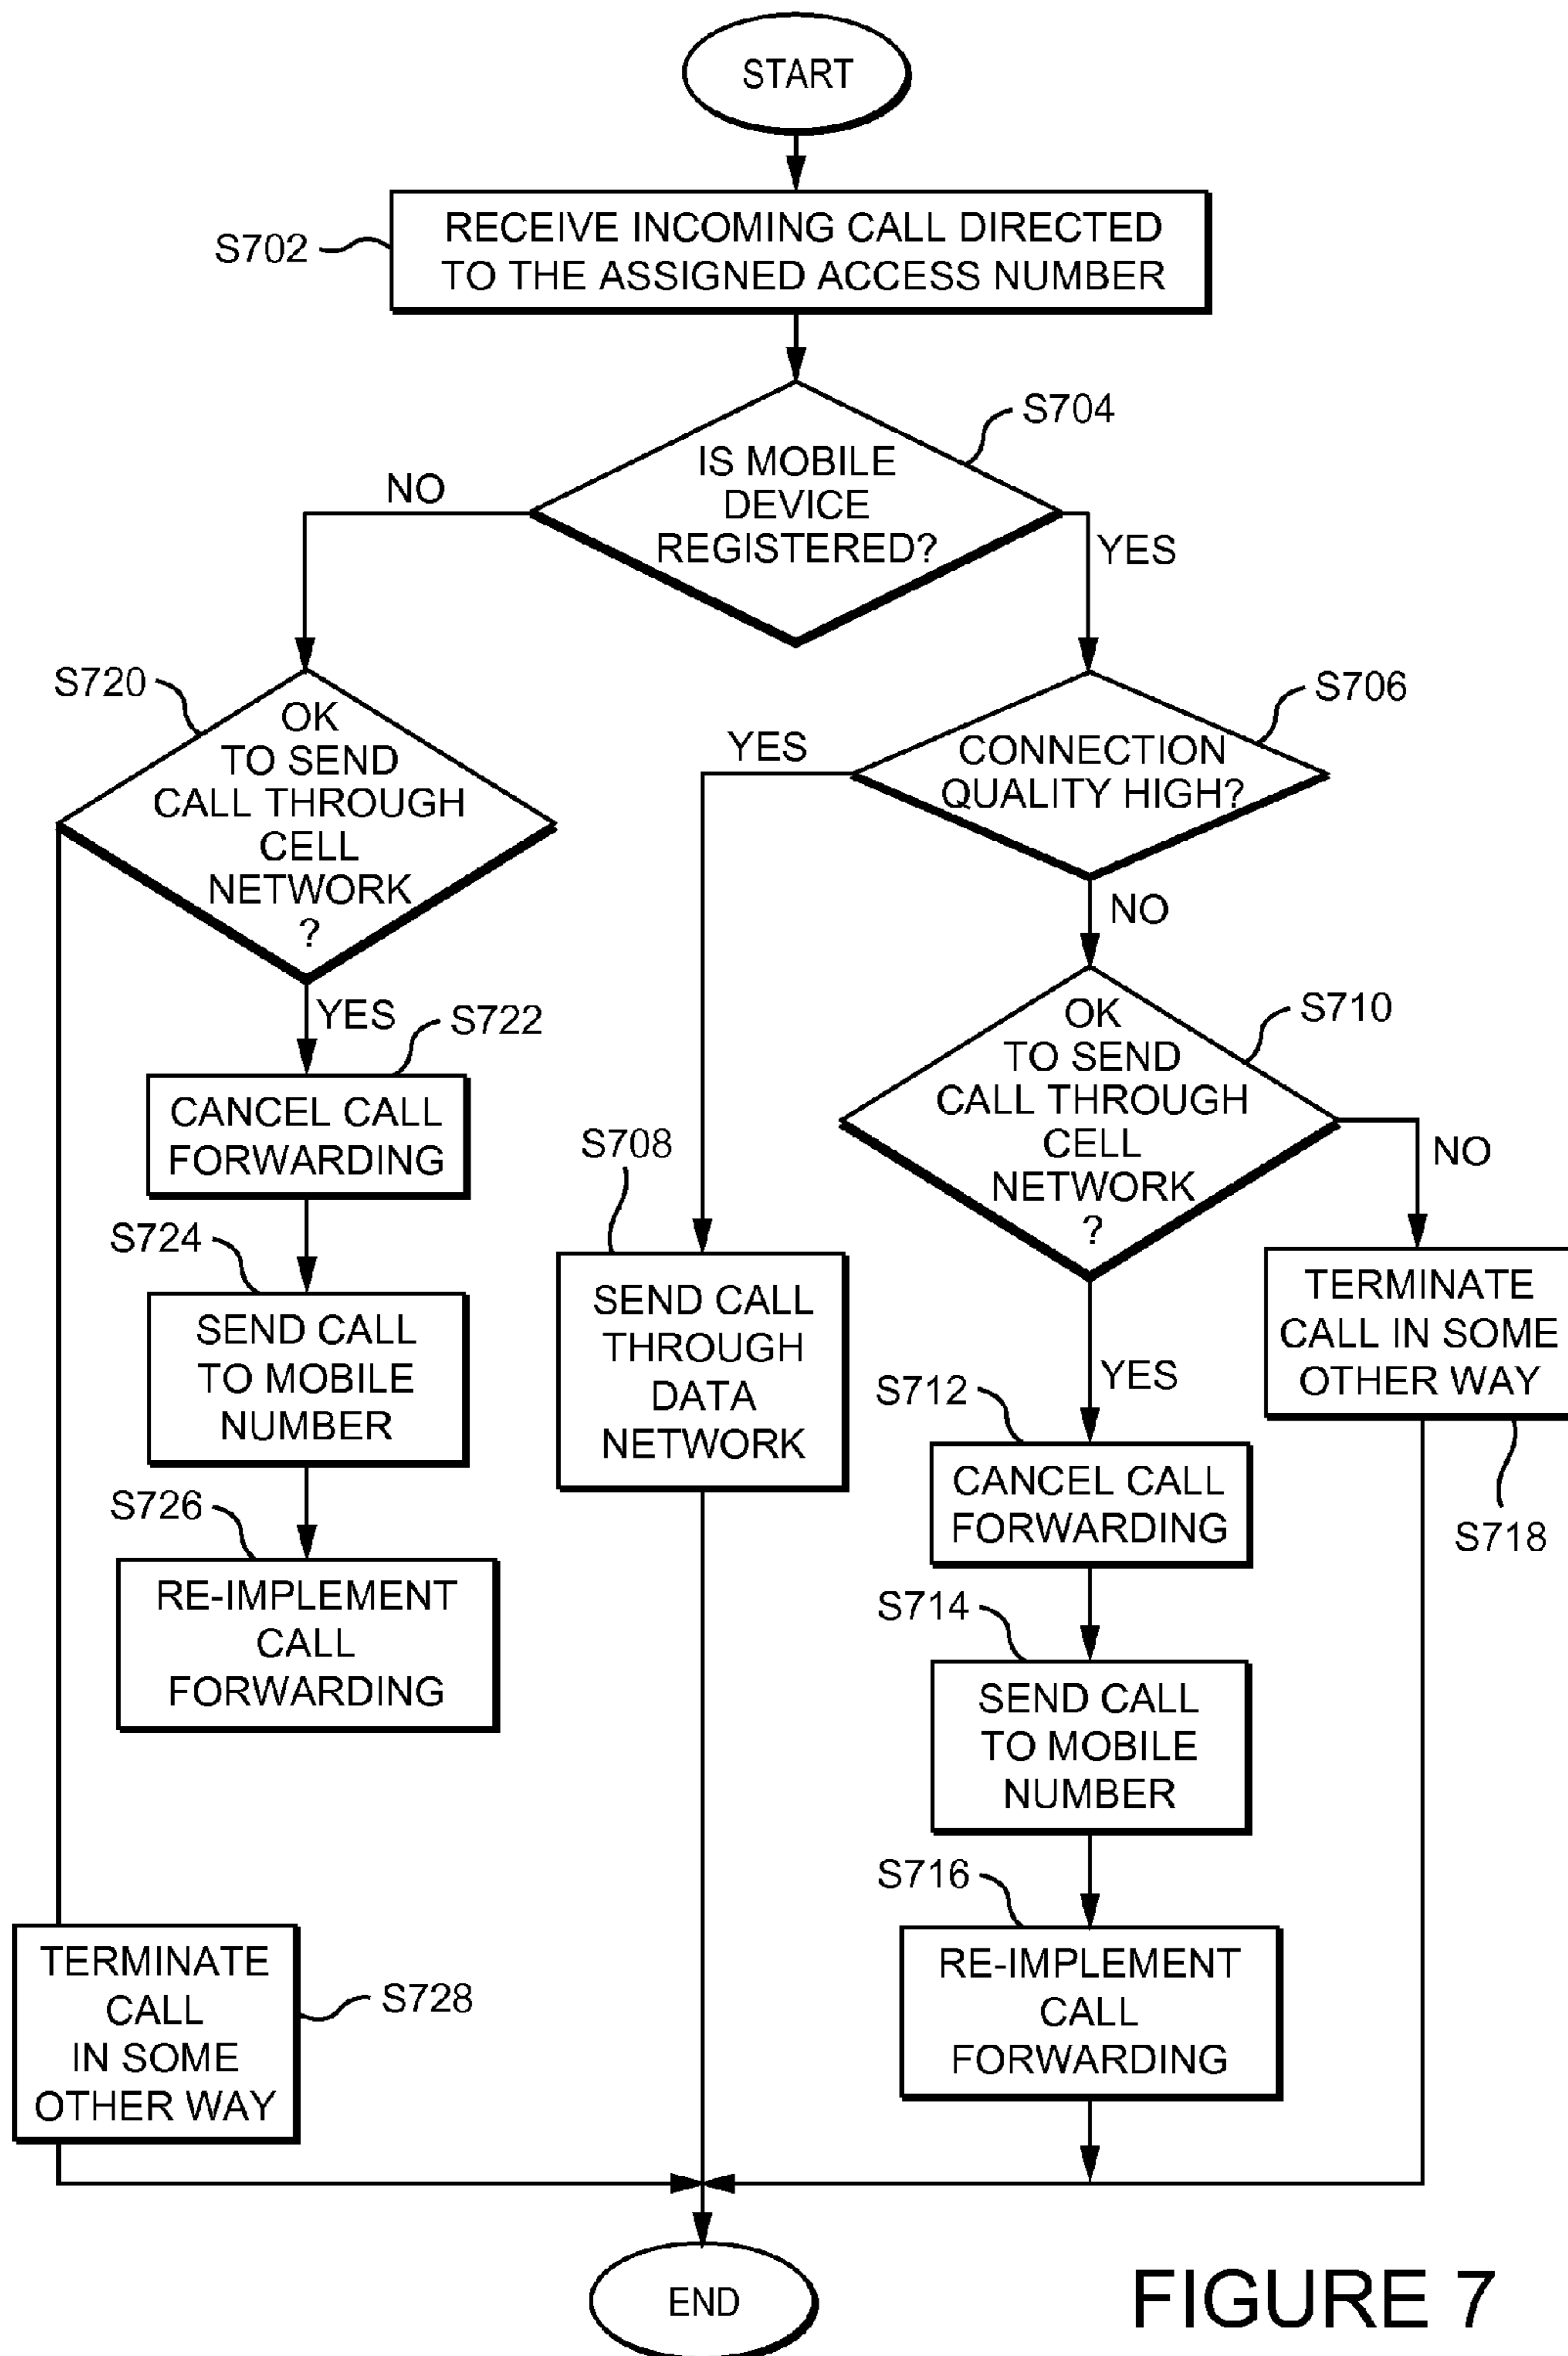 START
S702
RECEIVE INCOMING CALL DIRECTED
TO THE ASSIGNED ACCESS NUMBER
S704
IS MOBILE
DEVICE
REGISTERED?
NO
YES
S720
OK
TO SEND
CALL THROUGH
CELL
NETWORK
?
S706
CONNECTION
QUALITY HIGH?
YES
NO
YES
S722
CANCEL CALL
FORWARDING
S710
OK
TO SEND
CALL THROUGH
CELL
NETWORK
?
NO
S708
SEND CALL
THROUGH
DATA
NETWORK
S724
SEND CALL
TO MOBILE
NUMBER
TERMINATE
CALL IN SOME
OTHER WAY
S718
YES
S712
CANCEL CALL
FORWARDING
S726
RE-IMPLEMENT
CALL
FORWARDING
S714
SEND CALL
TO MOBILE
NUMBER
S716
RE-IMPLEMENT
CALL
FORWARDING
TERMINATE
CALL
IN SOME
OTHER WAY
S728
END
FIGURE 7